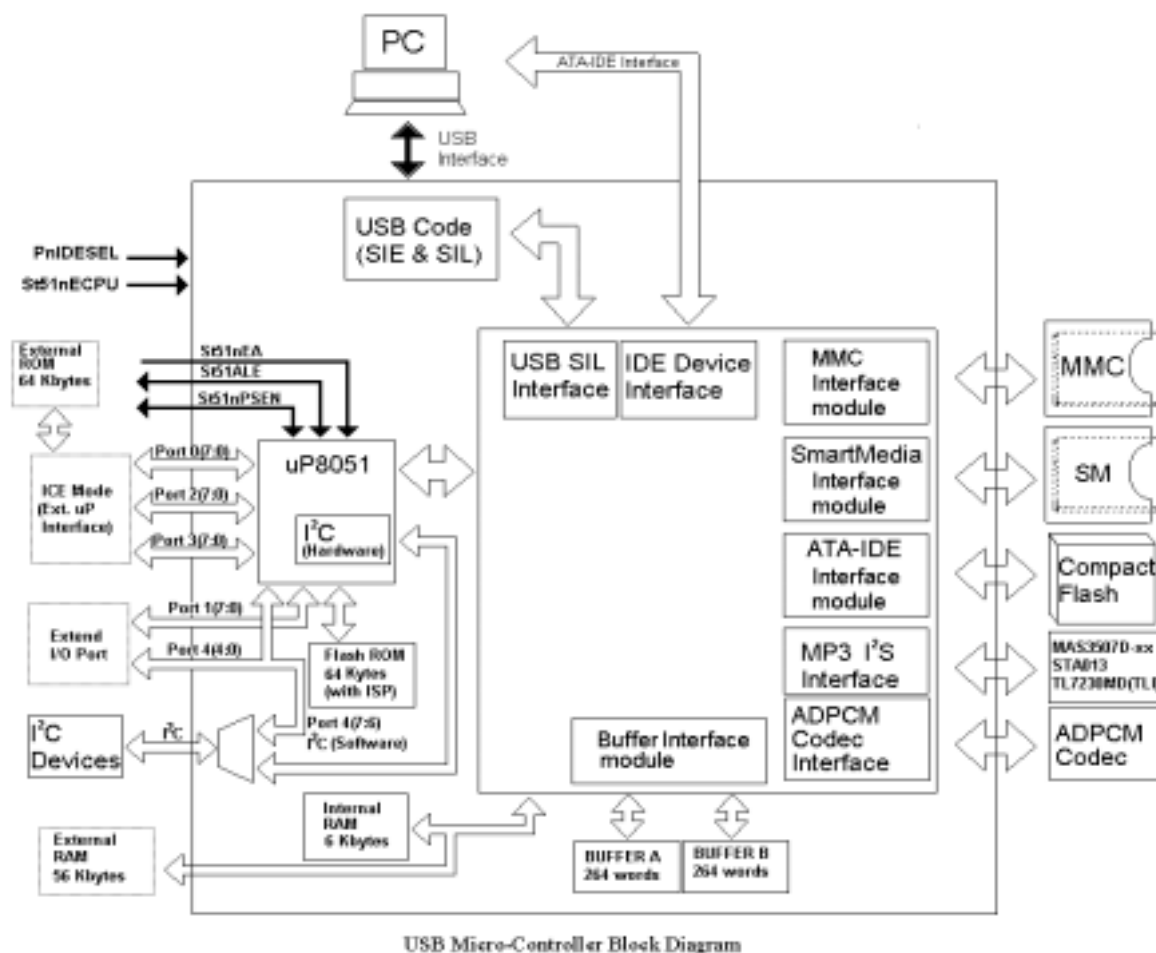 PC
ATA-IDE Interface
USB
Interface
USB Code
(SIE & SIL)
PnIDESEL
St51nECPU
External
ROM
64 Kbytes
St51nEA
St51ALE
St51nPSEN
USB SIL
Interface
IDE Device
Interface
MMC
Interface
module
MMC
Port 0(7:0)
Port 2(7:0)
Port 3(7:0)
ICE Mode
(Ext. uP
Interface)
uP8051
I²C
(Hardware)
SmartMedia
Interface
module
SM
ATA-IDE
Interface
module
Compact
Flash
Port 1(7:0)
Port 4(4:0)
Extend
I/O Port
Flash ROM
64 Kytes
(with ISP)
MP3 I²S
Interface
MAS3507D-xx
STA013
I²C
Devices
I²C
Port 4(7:6)
I²C (Software)
Buffer Interface
module
ADPCM
Codec
Interface
ADPCM
Codec
Internal
RAM
6 Kbytes
External
RAM
56 Kbytes
BUFFER A
264 words
BUFFER B
264 words
USB Micro-Controller Block Diagram